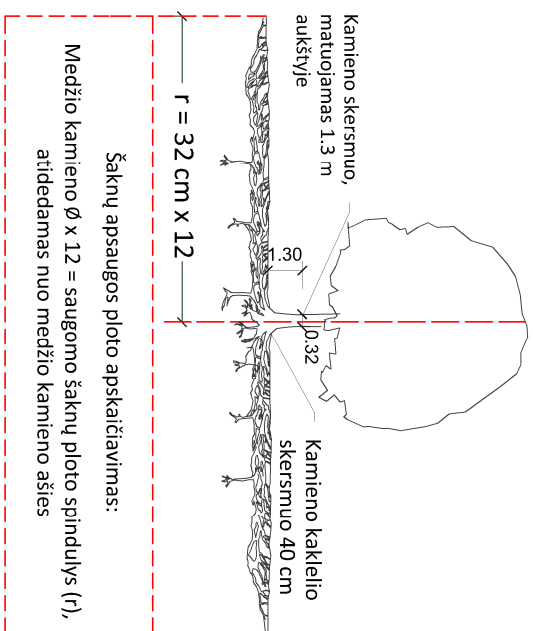 Kamieno skersmuo,
matuojamas 1.3 m
aukštyje
1.30
0.32
Kamieno kaklelio
skersmuo 40 cm
r = 32 cm x 12
Šaknų apsaugos ploto apskaičiavimas:
Medžio kamieno Ø x 12 = saugomo šaknų ploto spindulys (r),
atidedamas nuo medžio kamieno ašies